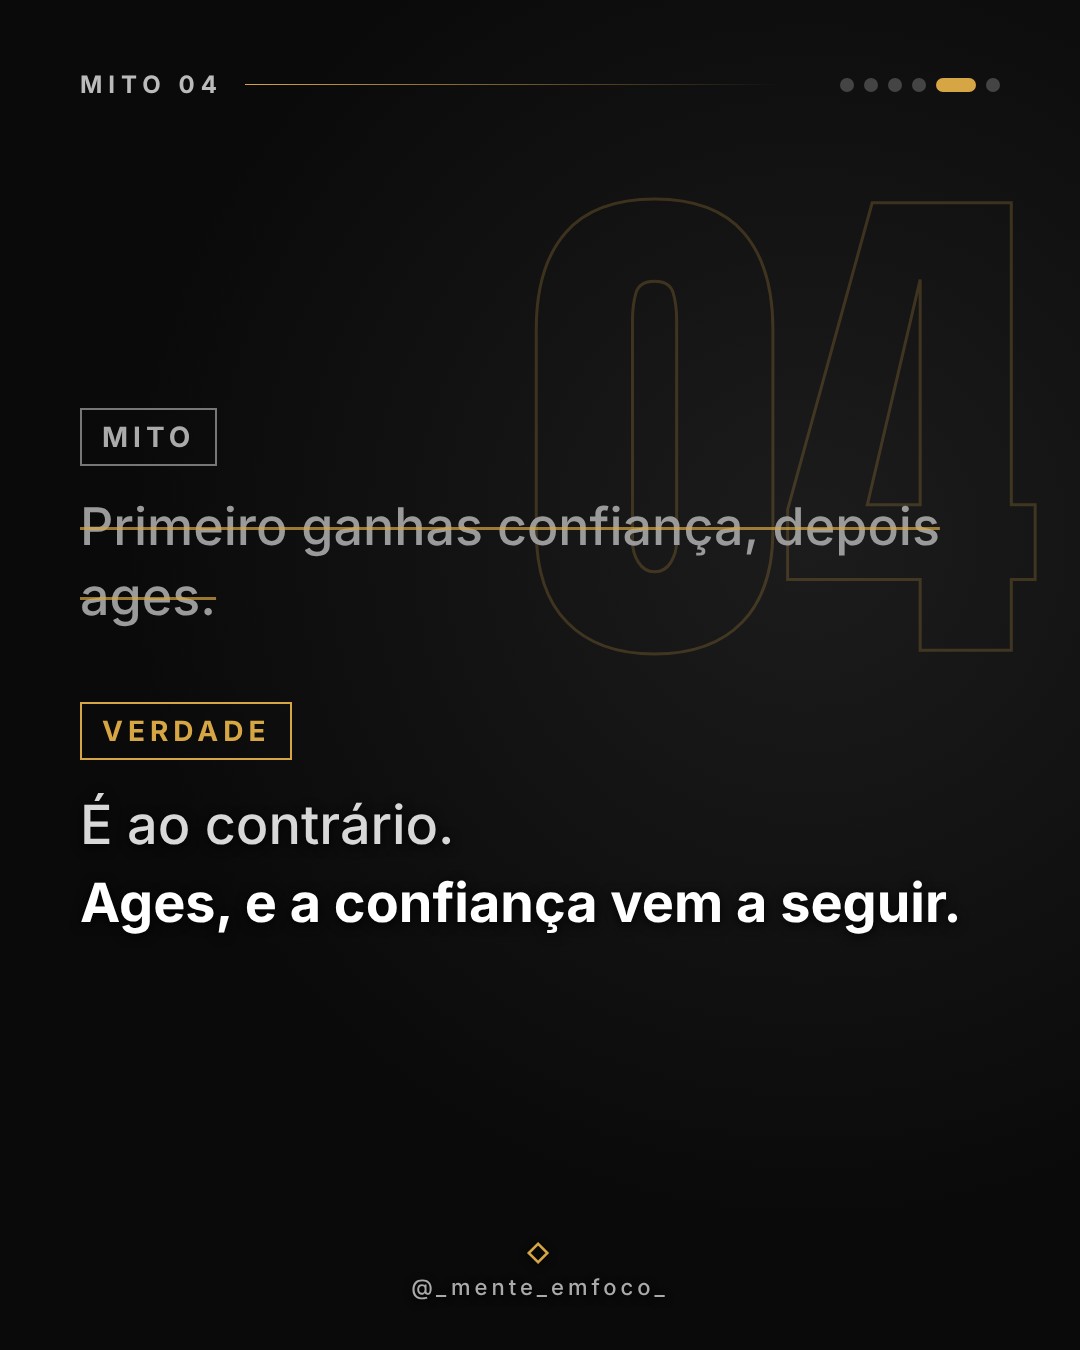 MITO 04
04
MITO
Primeiro ganhas confiança, depois
ages.
VERDADE
É ao contrário.
Ages, e a confiança vem a seguir.
@_mente_emfoco_